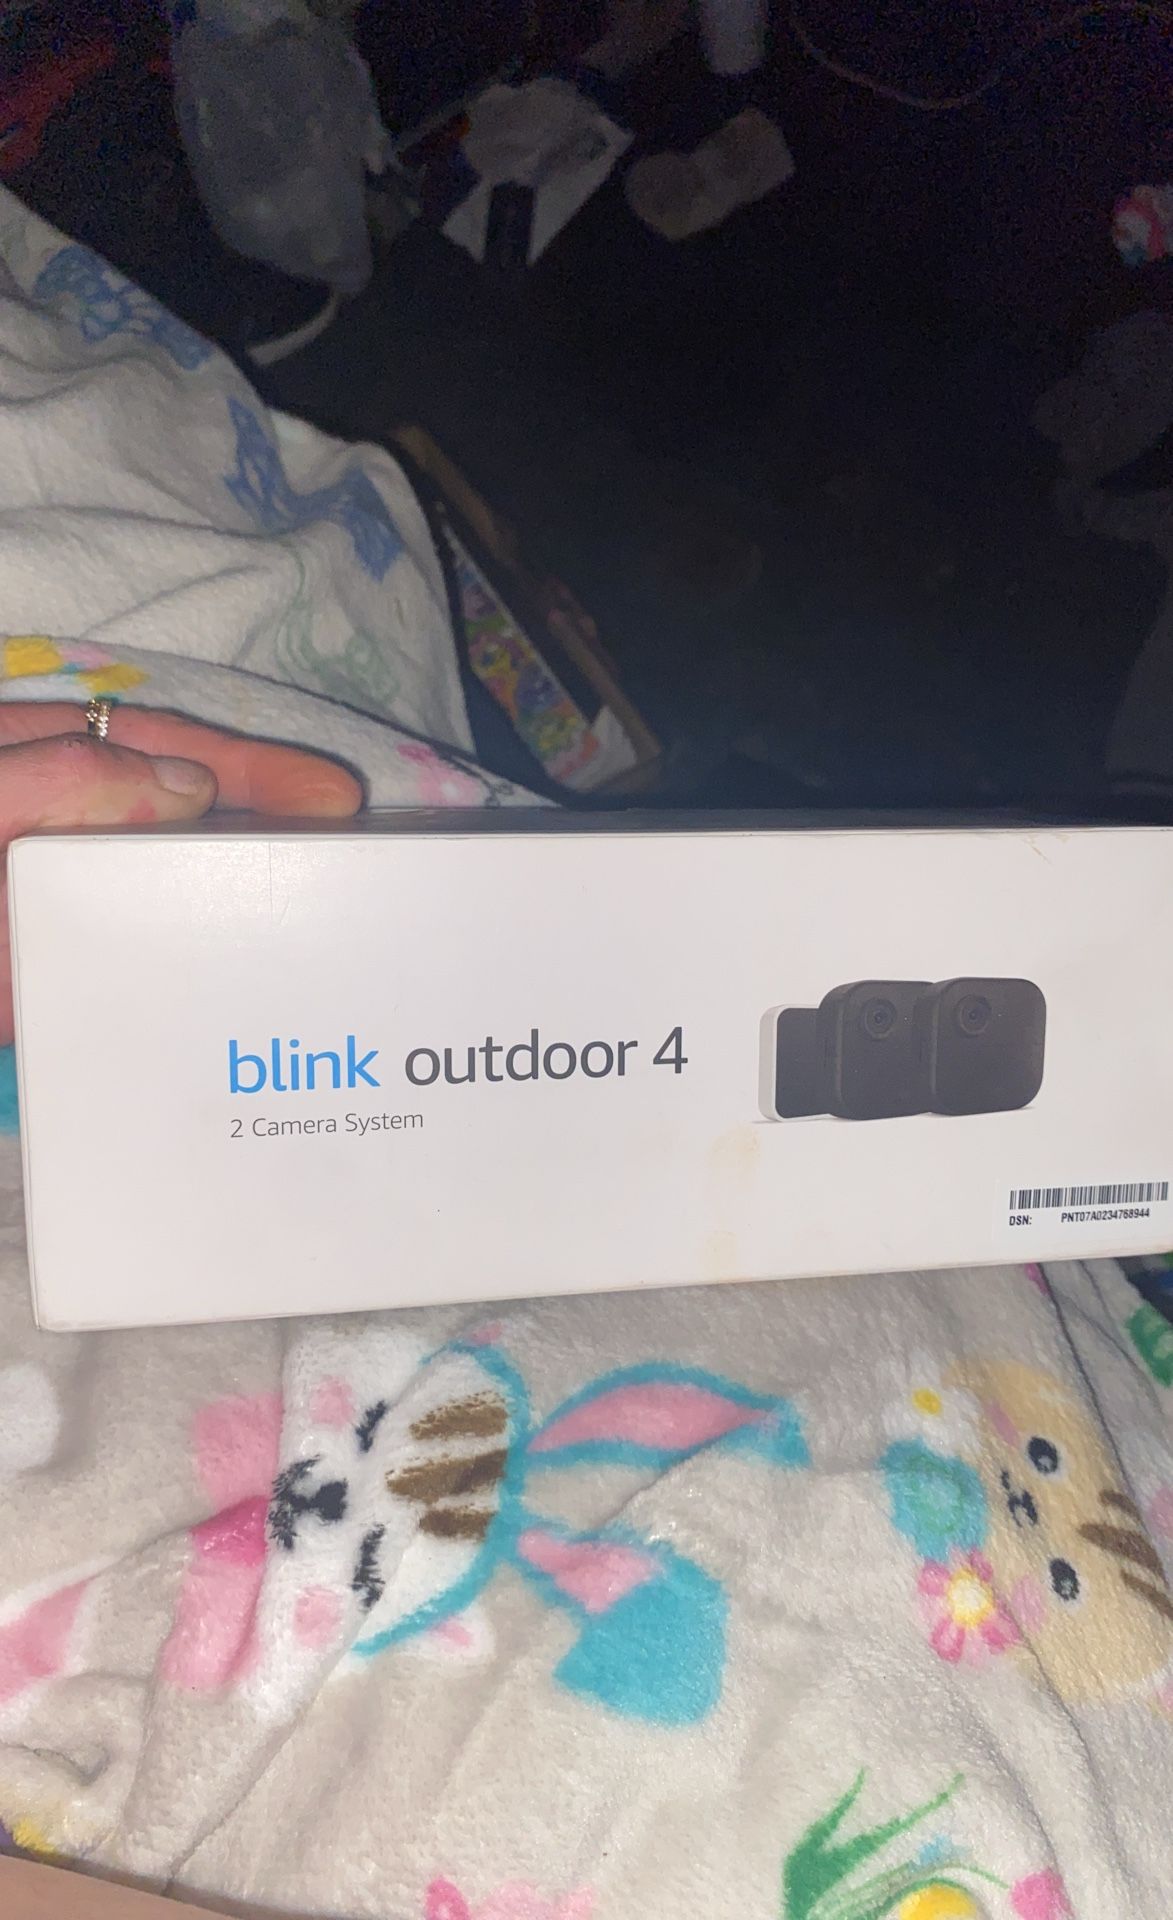 blink outdoor 4
2 Camera System
DSN: PNT07A0234768944